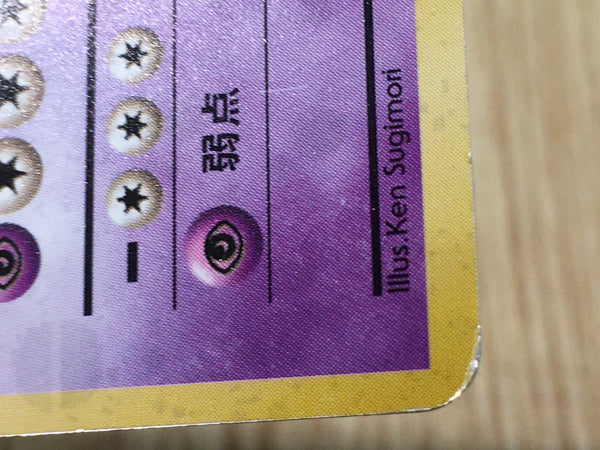 弱点
Illus. Ken Sugimori